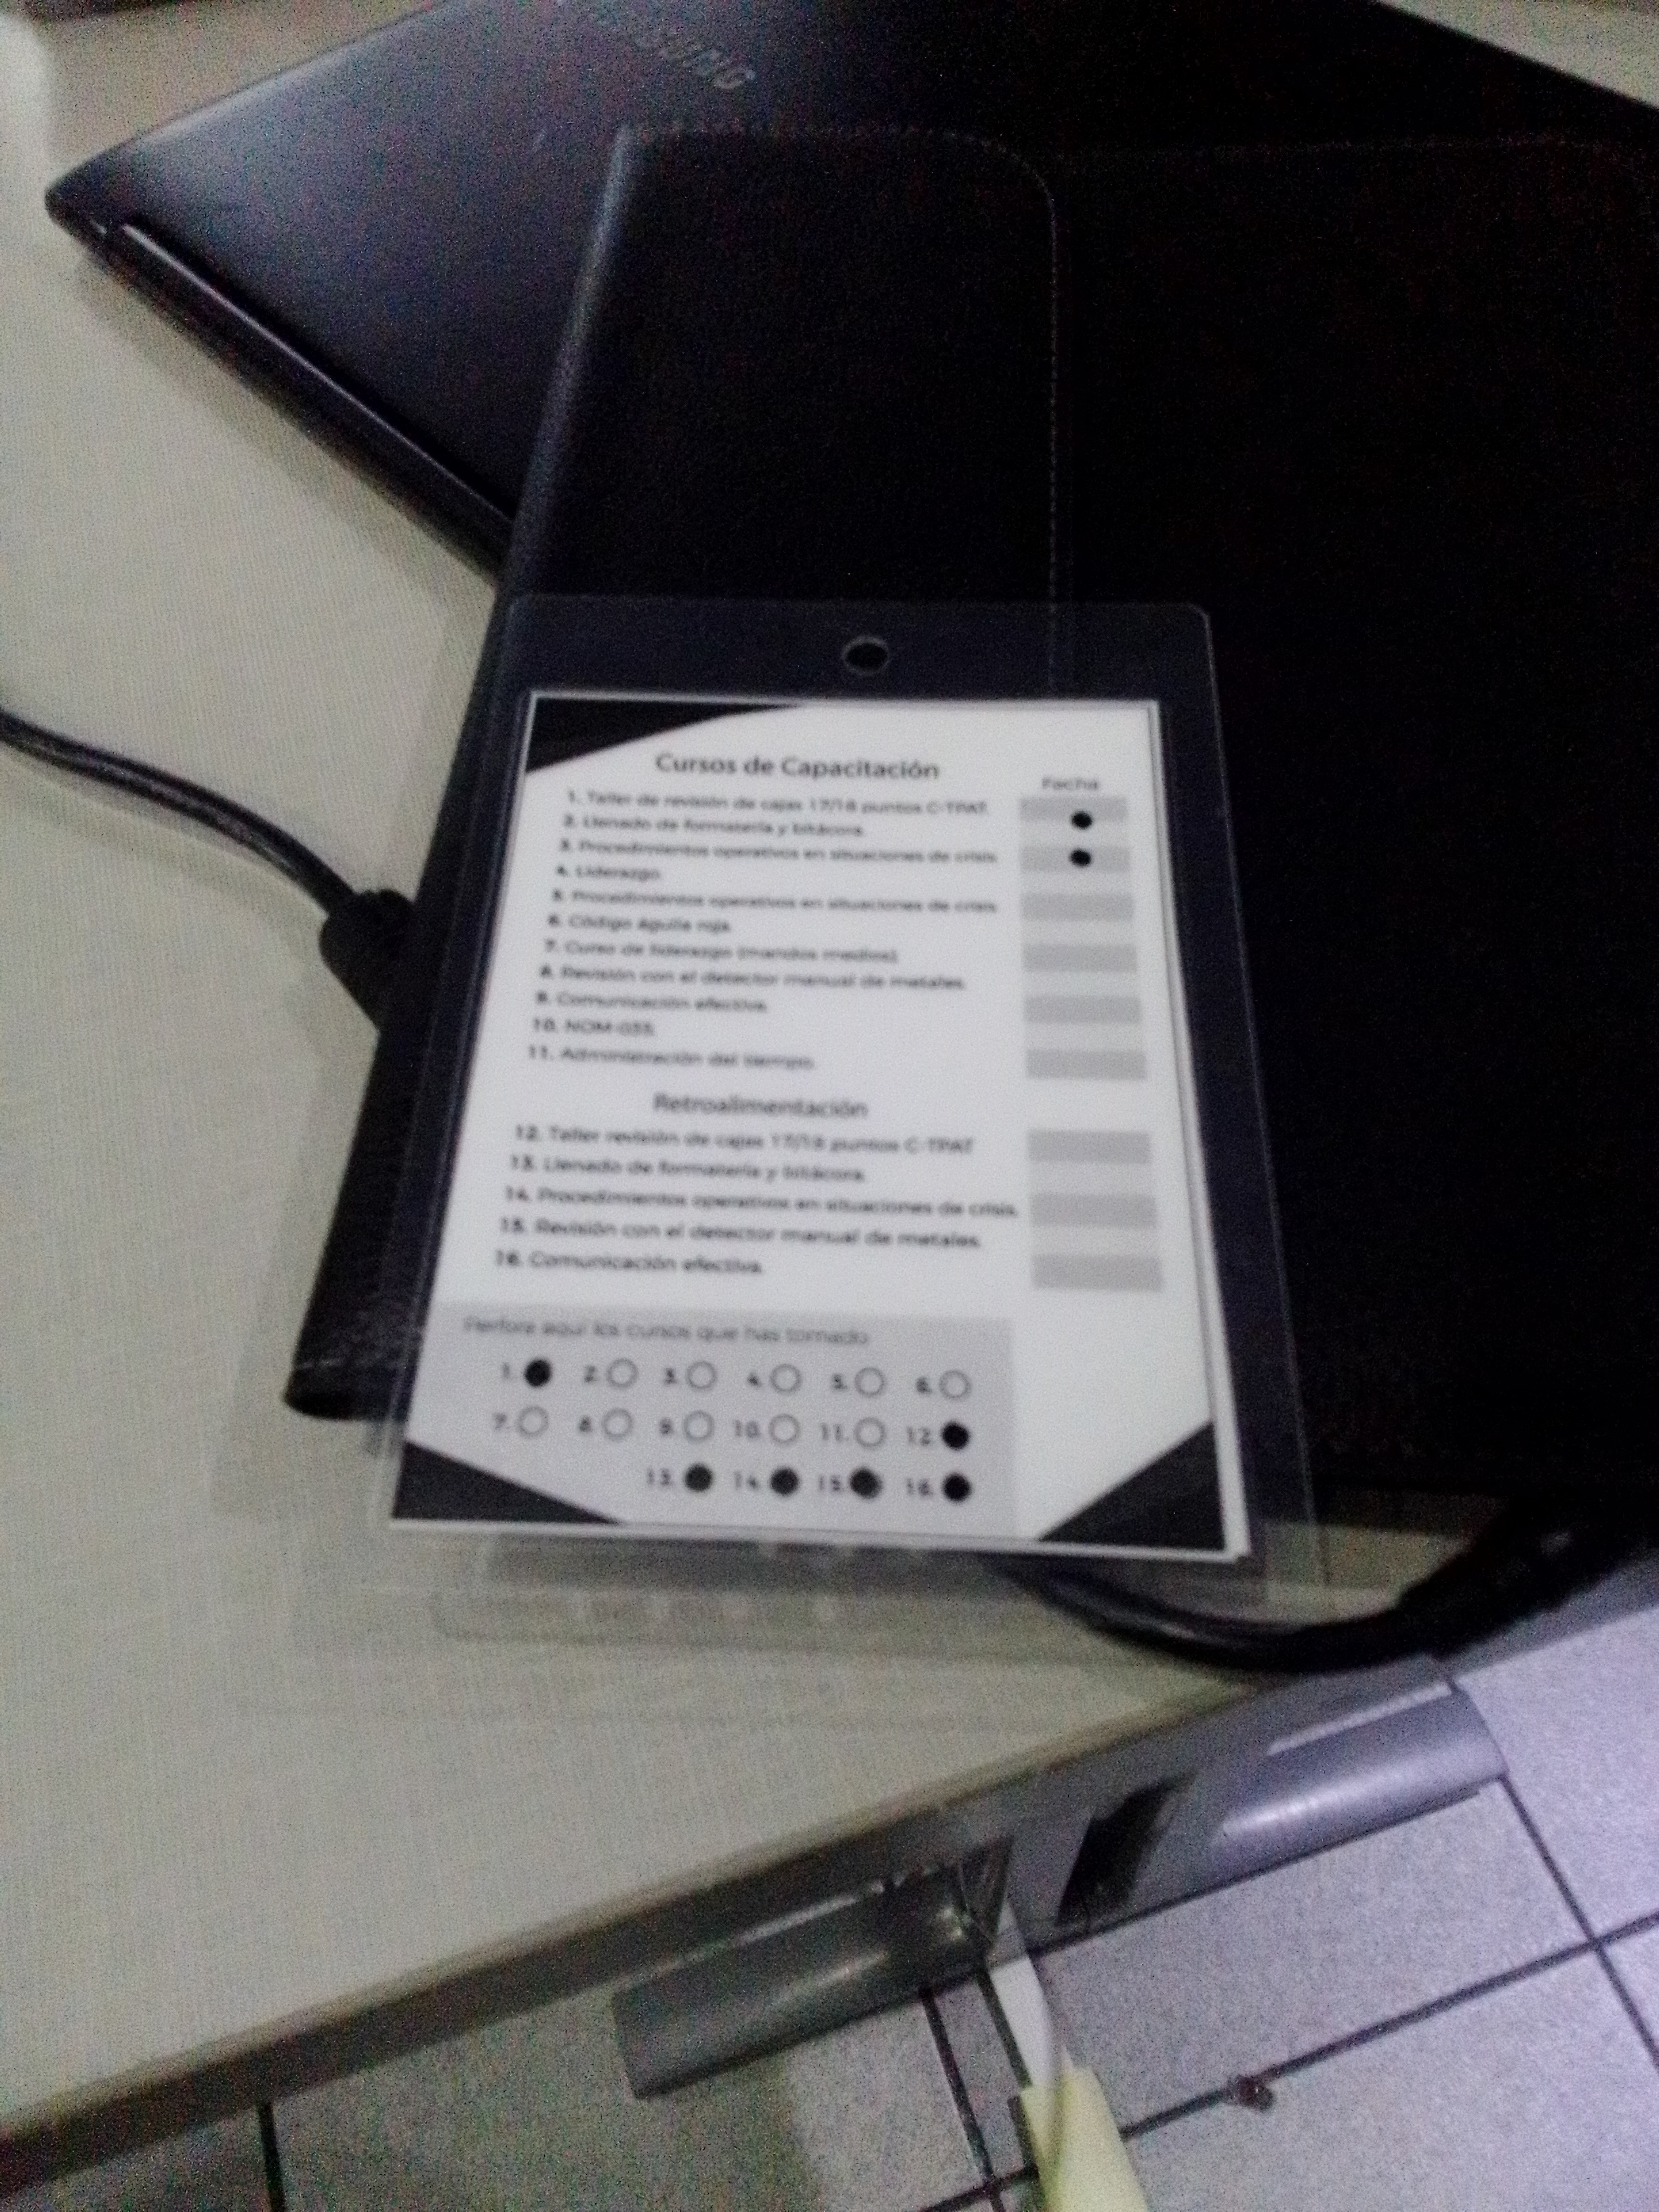 SAMSUNG
Cursos de Capacitación
Fecha
1. Taller de revisión de cajas 17/18 puntos C-TPAT.
2. Llenado de formatería y bitácora.
3. Procedimientos operativos en situaciones de crisis.
4. Liderazgo.
5. Procedimientos operativos en situaciones de crisis.
6. Código águila roja.
7. Curso de liderazgo (mandos medios).
8. Revisión con el detector manual de metales.
9. Comunicación efectiva.
10. NOM-035.
11. Administración del tiempo.
Retroalimentación
12. Taller revisión de cajas 17/18 puntos C-TPAT
13. Llenado de formatería y bitácora.
14. Procedimientos operativos en situaciones de crisis.
15. Revisión con el detector manual de metales.
16. Comunicación efectiva.
Perfora aquí los cursos que has tomado
1. 2. 3. 4. 5. 6.
7. 8. 9. 10. 11. 12.
13. 14. 15. 16.